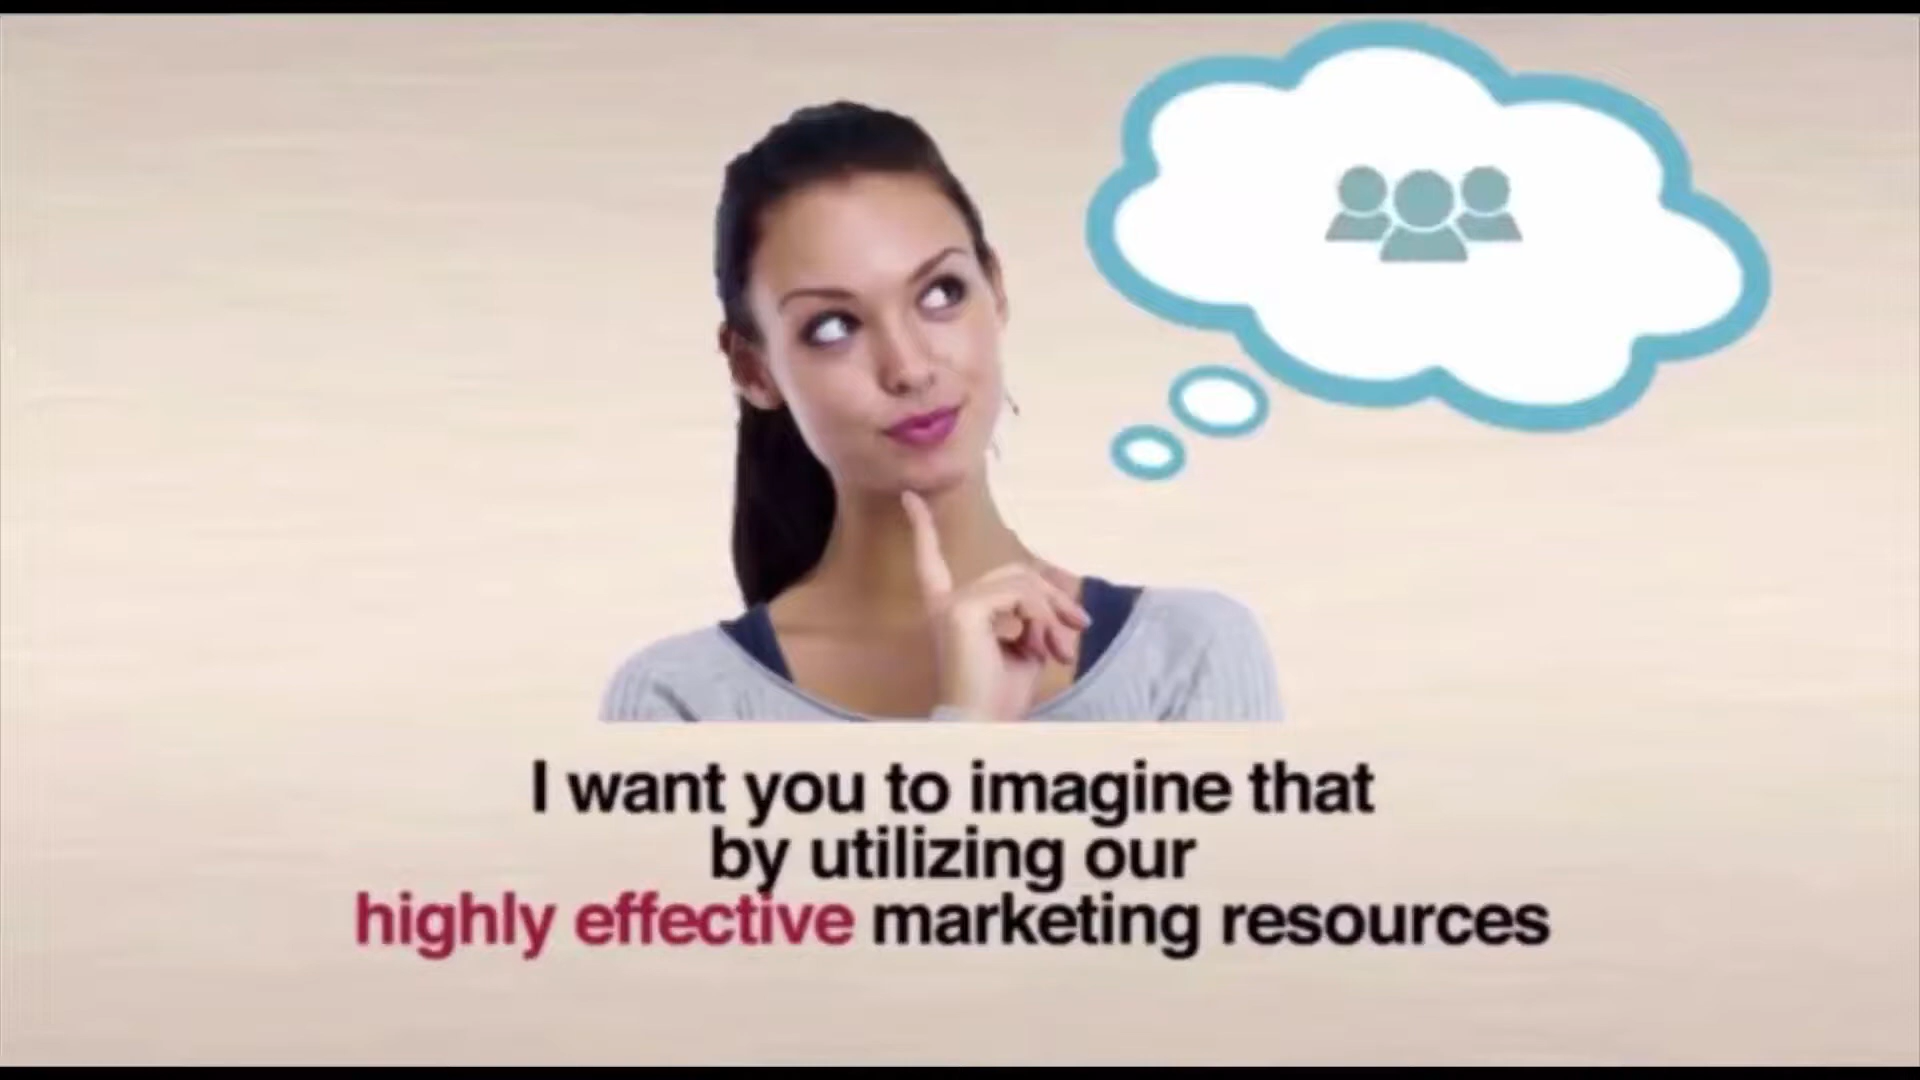 I want you to imagine that
by utilizing our
highly effective marketing resources